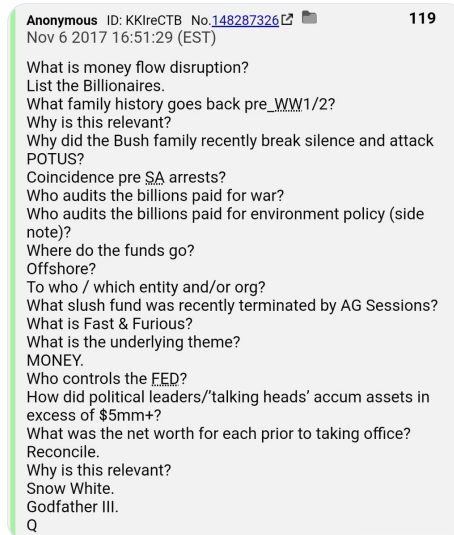 Anonymous ID: KKIreCTB No.148287326 119
Nov 6 2017 16:51:29 (EST)
What is money flow disruption?
List the Billionaires.
What family history goes back pre_WW1/2?
Why is this relevant?
Why did the Bush family recently break silence and attack
POTUS?
Coincidence pre SA arrests?
Who audits the billions paid for war?
Who audits the billions paid for environment policy (side
note)?
Where do the funds go?
Offshore?
To who / which entity and/or org?
What slush fund was recently terminated by AG Sessions?
What is Fast & Furious?
What is the underlying theme?
MONEY.
Who controls the FED?
How did political leaders/'talking heads' accum assets in
excess of $5mm+?
What was the net worth for each prior to taking office?
Reconcile.
Why is this relevant?
Snow White.
Godfather III.
Q